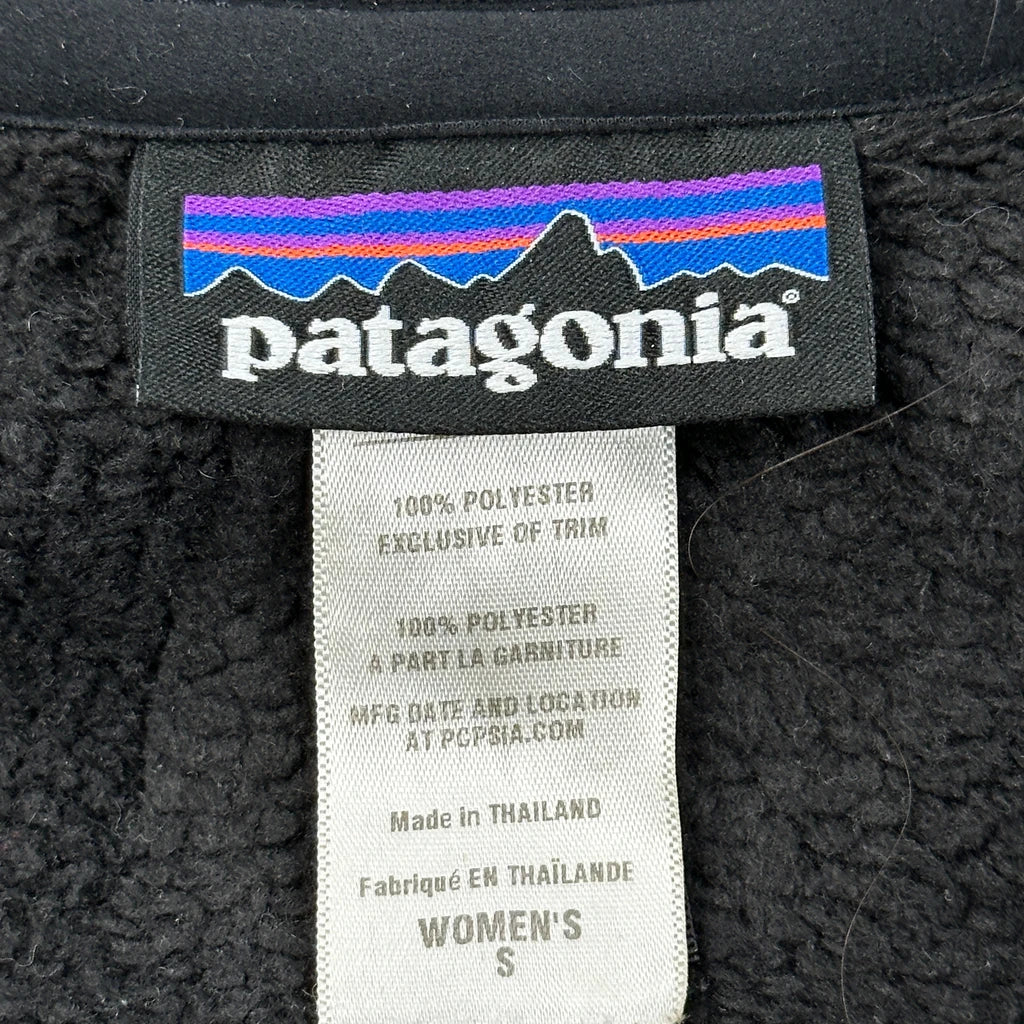 patagonia®
100% POLYESTER
EXCLUSIVE OF TRIM
100% POLYESTER
A PART LA GARNITURE
MFG DATE AND LOCATION
AT PCPSIA.COM
Made in THAILAND
Fabriqué EN THAÏLANDE
WOMEN'S
S